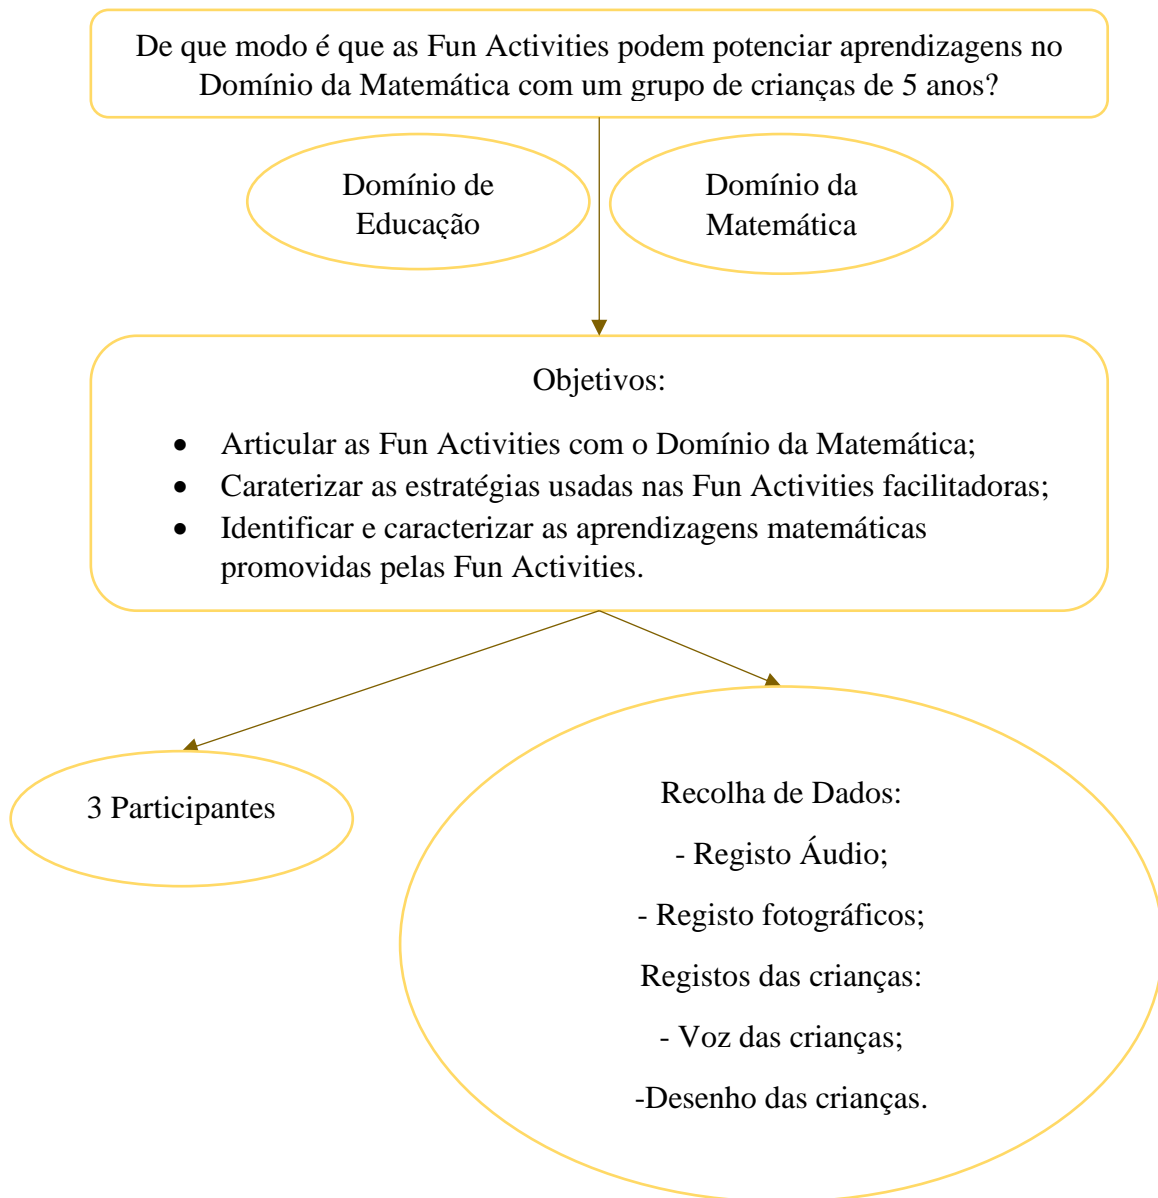 De que modo é que as Fun Activities podem potenciar aprendizagens no
Domínio da Matemática com um grupo de crianças de 5 anos?
Domínio de
Educação
Domínio da
Matemática
Objetivos:
• Articular as Fun Activities com o Domínio da Matemática;
• Caraterizar as estratégias usadas nas Fun Activities facilitadoras;
• Identificar e caracterizar as aprendizagens matemáticas
promovidas pelas Fun Activities.
3 Participantes
Recolha de Dados:
- Registo Áudio;
- Registo fotográficos;
Registos das crianças:
- Voz das crianças;
-Desenho das crianças.